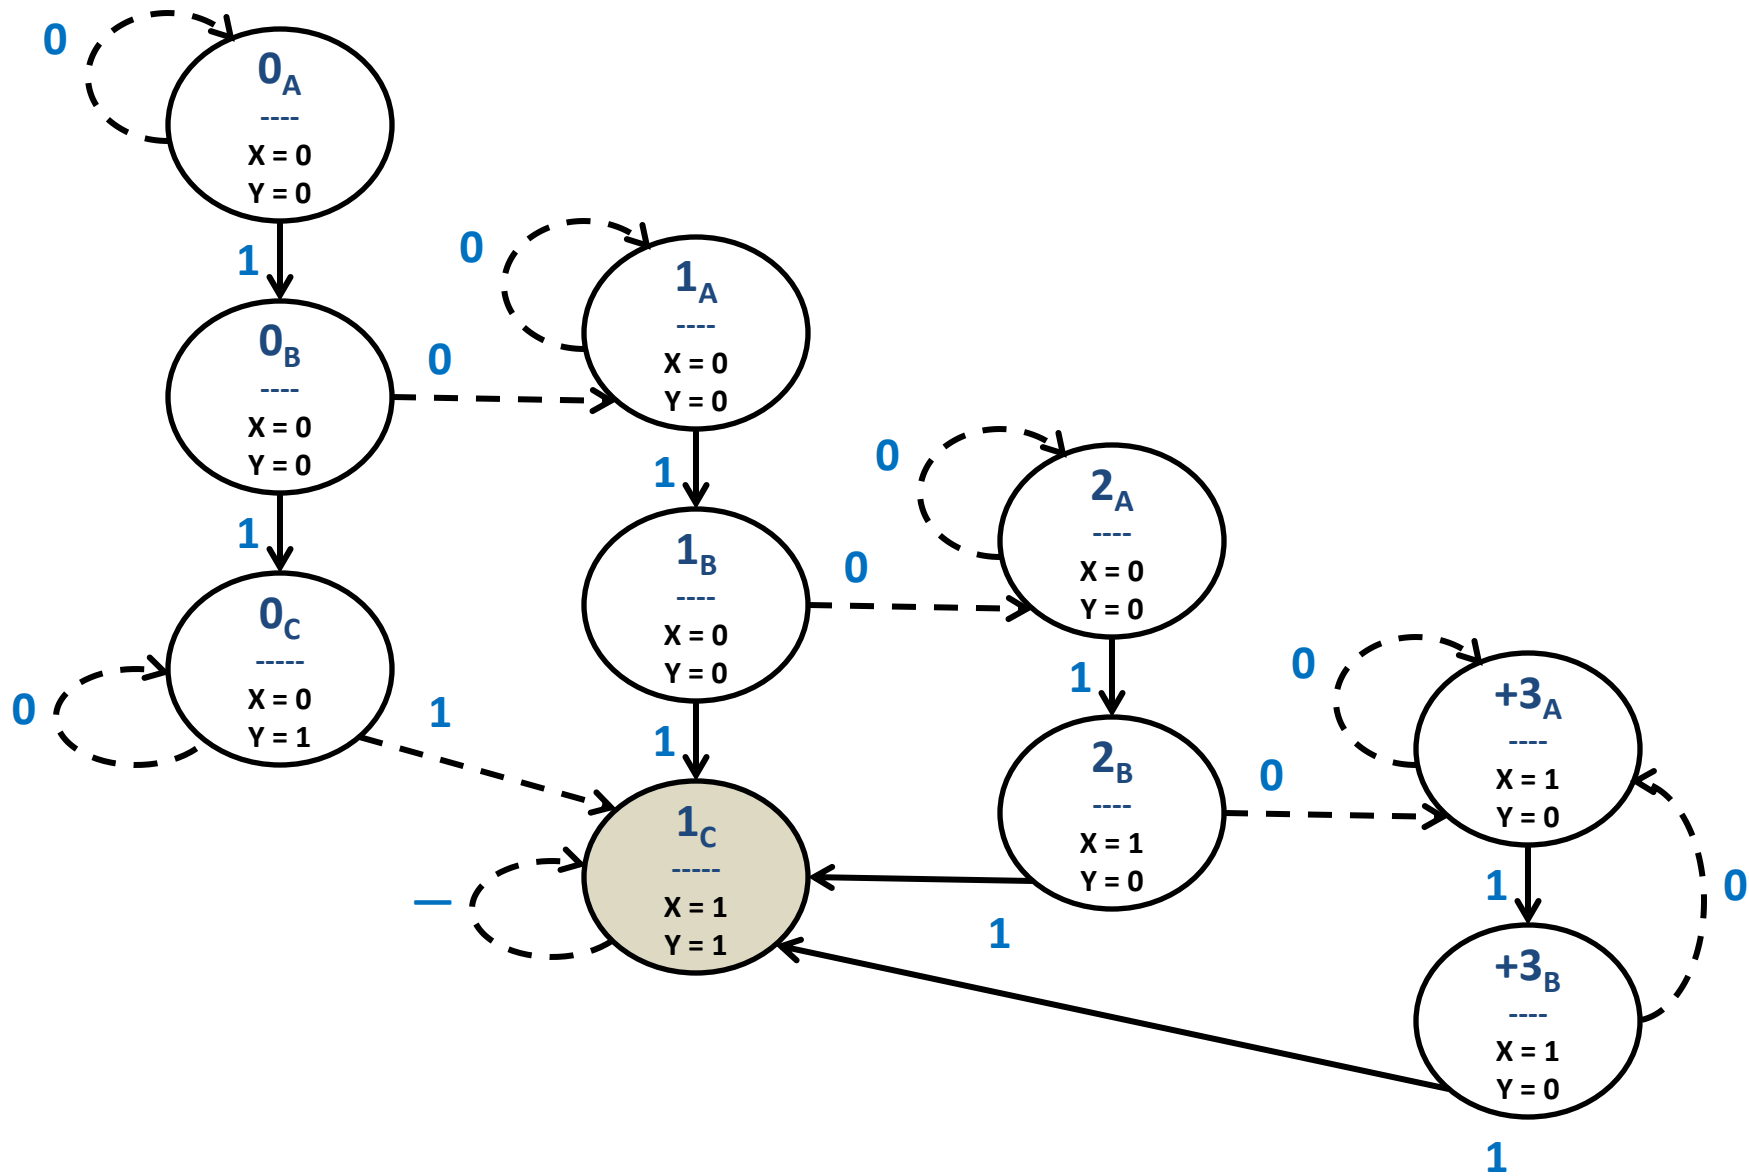 0
0A
----
X = 0
Y = 0
1
0B
----
X = 0
Y = 0
0
1
0C
-----
X = 0
Y = 1
0
1
0
1A
----
X = 0
Y = 0
1
1B
----
X = 0
Y = 0
0
1
1C
-----
X = 1
Y = 1
—
0
2A
----
X = 0
Y = 0
1
2B
----
X = 1
Y = 0
0
1
0
+3A
----
X = 1
Y = 0
1
0
+3B
----
X = 1
Y = 0
1